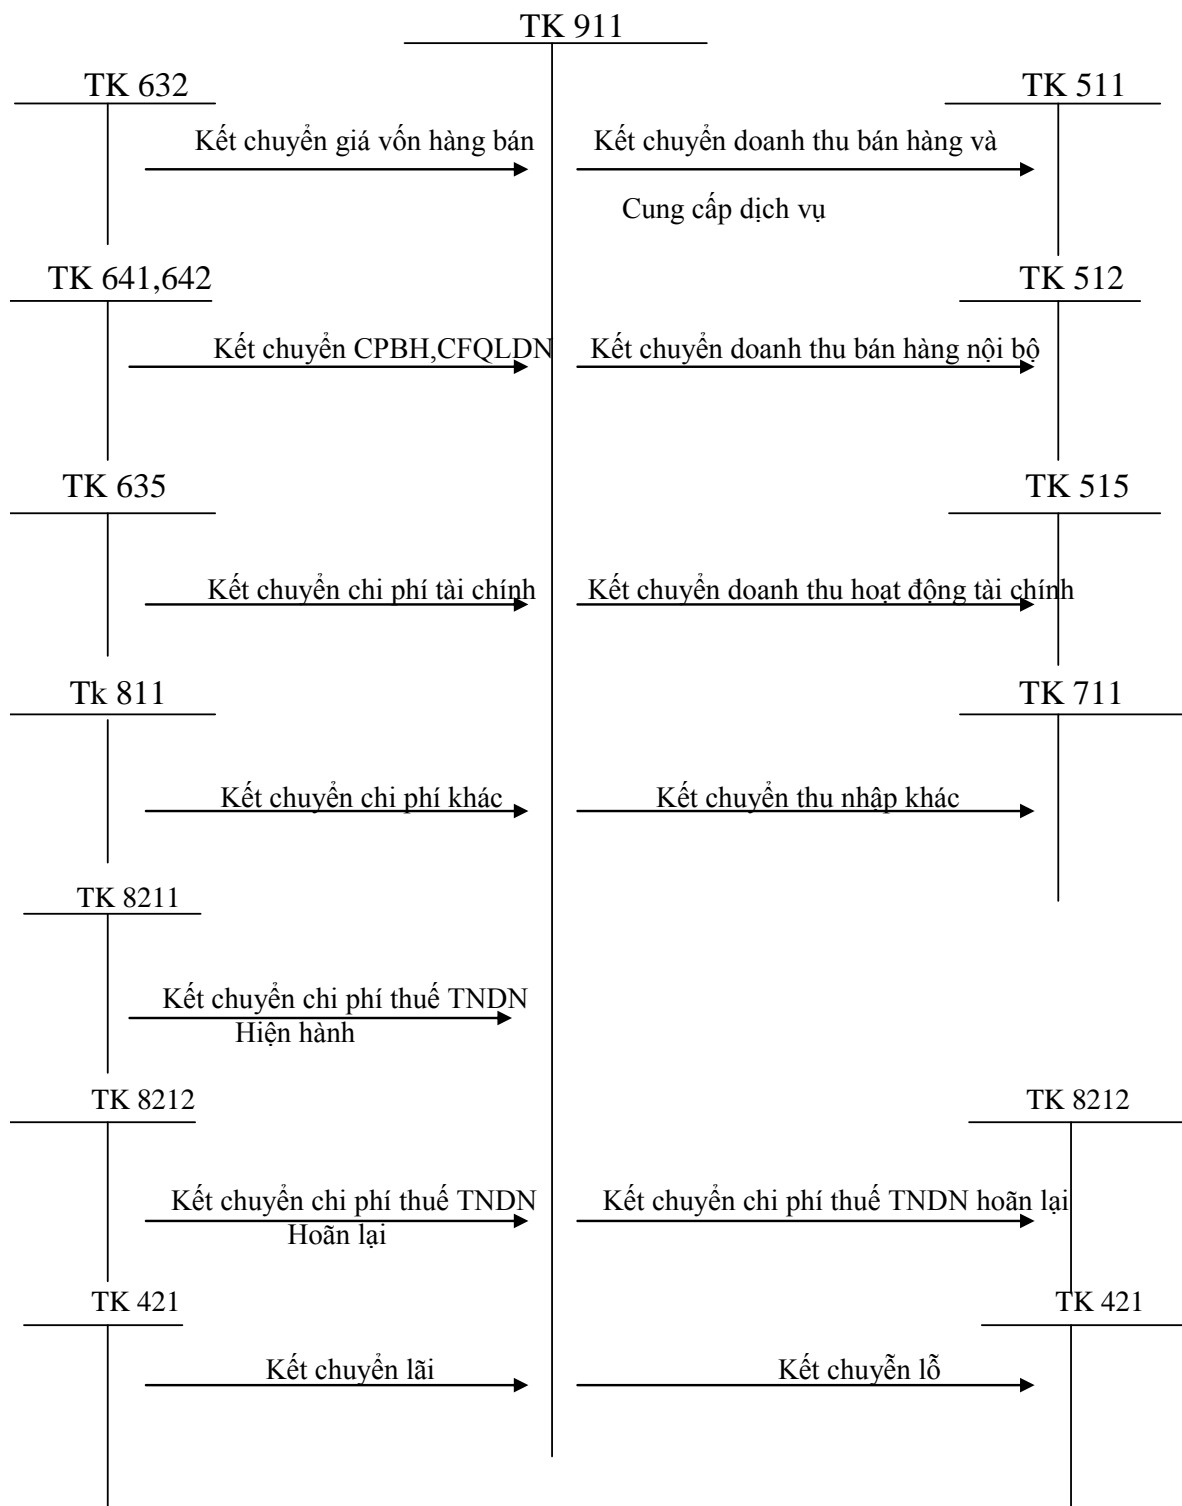 TK 911
TK 632
TK 511
Kết chuyển giá vốn hàng bán
Kết chuyển doanh thu bán hàng và
Cung cấp dịch vụ
TK 641,642
TK 512
Kết chuyển CPBH,CFQLDN
Kết chuyển doanh thu bán hàng nội bộ
TK 635
TK 515
Kết chuyển chi phí tài chính
Kết chuyển doanh thu hoạt động tài chính
Tk 811
TK 711
Kết chuyển chi phí khác
Kết chuyển thu nhập khác
TK 8211
Kết chuyển chi phí thuế TNDN
Hiện hành
TK 8212
TK 8212
Kết chuyển chi phí thuế TNDN
Hoãn lại
Kết chuyển chi phí thuế TNDN hoãn lại
TK 421
TK 421
Kết chuyển lãi
Kết chuyễn lỗ